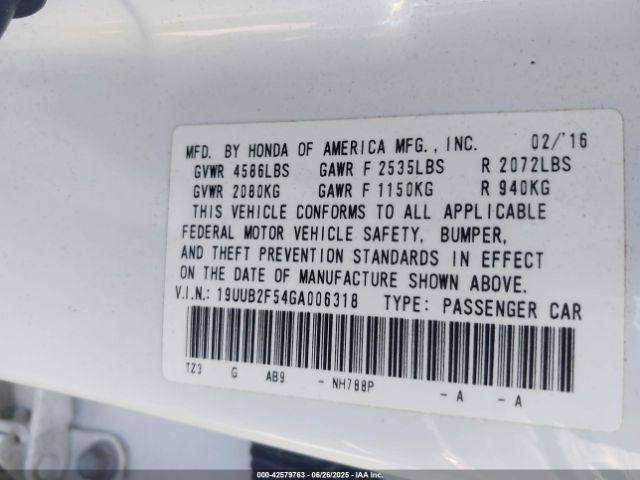 MFD. BY HONDA OF AMERICA MFG., INC. 02/'16
GVWR 4586LBS GAWR F 2535LBS R 2072LBS
GVWR 2080KG GAWR F 1150KG R 940KG
THIS VEHICLE CONFORMS TO ALL APPLICABLE
FEDERAL MOTOR VEHICLE SAFETY, BUMPER,
AND THEFT PREVENTION STANDARDS IN EFFECT
ON THE DATE OF MANUFACTURE SHOWN ABOVE.
V.I.N.: 19UUB2F54GA006318 TYPE: PASSENGER CAR
TZ3 G AB9 - NH788P - A - A
000-42579763 - 06/26/2025 - IAAI COPYRIGHT